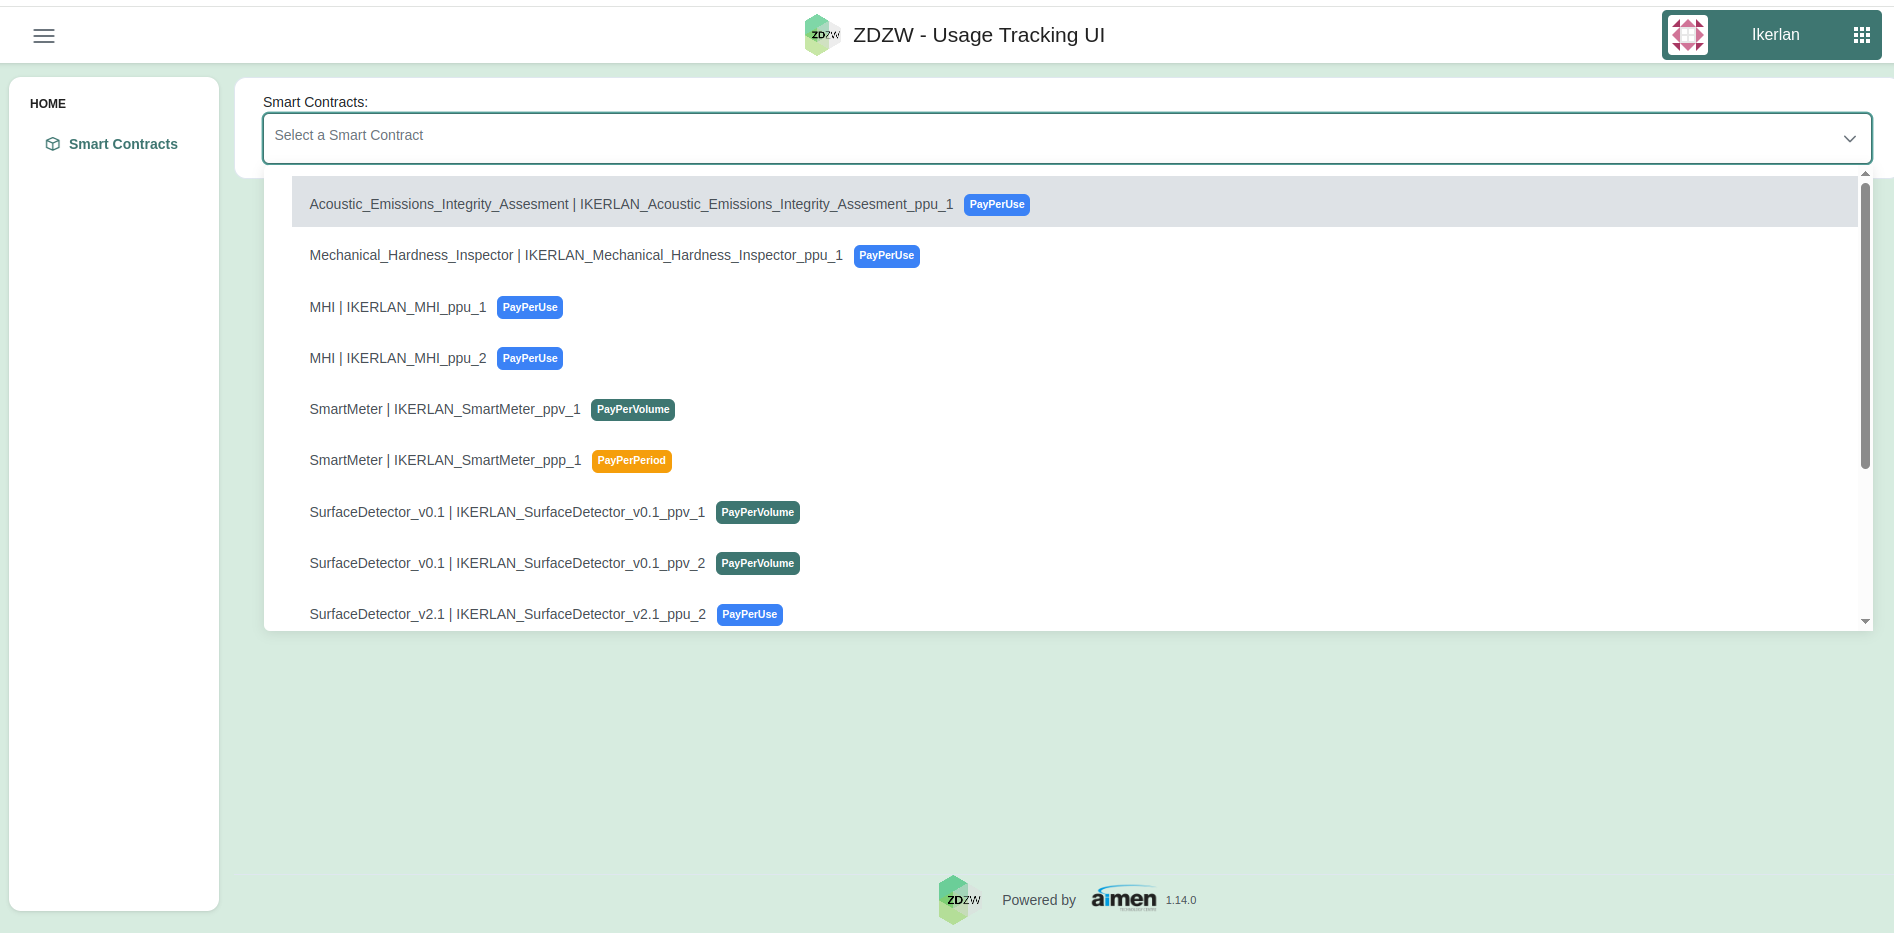 ZDZW
ZDZW - Usage Tracking UI
Ikerlan
HOME
Smart Contracts
Smart Contracts:
Select a Smart Contract
Acoustic_Emissions_Integrity_Assesment | IKERLAN_Acoustic_Emissions_Integrity_Assesment_ppu_1 PayPerUse
Mechanical_Hardness_Inspector | IKERLAN_Mechanical_Hardness_Inspector_ppu_1 PayPerUse
MHI | IKERLAN_MHI_ppu_1 PayPerUse
MHI | IKERLAN_MHI_ppu_2 PayPerUse
SmartMeter | IKERLAN_SmartMeter_ppv_1 PayPerVolume
SmartMeter | IKERLAN_SmartMeter_ppp_1 PayPerPeriod
SurfaceDetector_v0.1 | IKERLAN_SurfaceDetector_v0.1_ppv_1 PayPerVolume
SurfaceDetector_v0.1 | IKERLAN_SurfaceDetector_v0.1_ppv_2 PayPerVolume
SurfaceDetector_v2.1 | IKERLAN_SurfaceDetector_v2.1_ppu_2 PayPerUse
ZDZW
Powered by
aimen
1.14.0